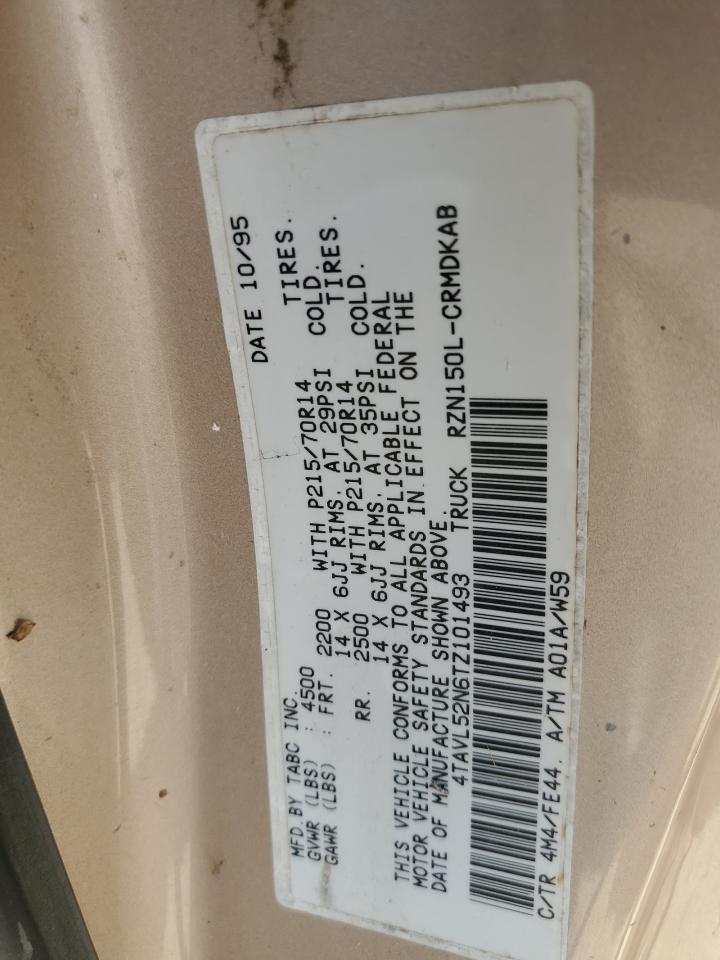 DATE 10/95
MFD.BY TABC INC.
GVWR (LBS) : 4500 WITH P215/70R14 TIRES.
GAWR (LBS) : FRT. 2200 14 X 6JJ RIMS. AT 29PSI COLD.
WITH P215/70R14 TIRES.
RR. 2500 14 X 6JJ RIMS. AT 35PSI COLD.
THIS VEHICLE CONFORMS TO ALL APPLICABLE FEDERAL
MOTOR VEHICLE SAFETY STANDARDS IN EFFECT ON THE
DATE OF MANUFACTURE SHOWN ABOVE.
4TAVL52N6TZ101493 TRUCK RZN150L-CRMDKAB
C/TR 4M4/FE44. A/TM A01A/W59